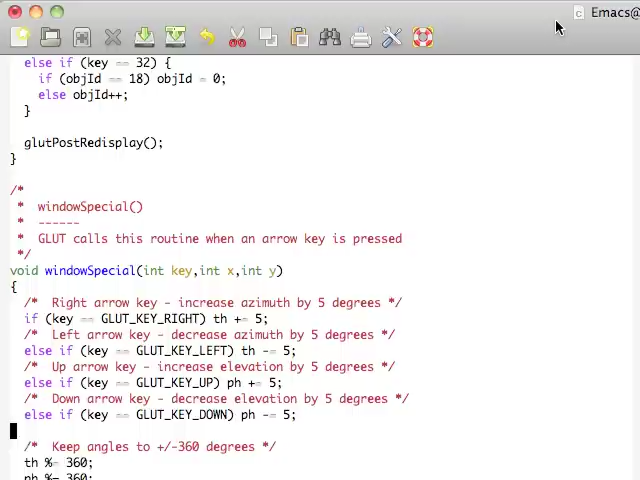 Emacs@
else if (key == 32) {
if (objId == 18) objId = 0;
else objId++;
}
glutPostRedisplay();
}
/*
* windowSpecial()
* ------
* GLUT calls this routine when an arrow key is pressed
*/
void windowSpecial(int key,int x,int y)
{
/* Right arrow key - increase azimuth by 5 degrees */
if (key == GLUT_KEY_RIGHT) th += 5;
/* Left arrow key - decrease azimuth by 5 degrees */
else if (key == GLUT_KEY_LEFT) th -= 5;
/* Up arrow key - increase elevation by 5 degrees */
else if (key == GLUT_KEY_UP) ph += 5;
/* Down arrow key - decrease elevation by 5 degrees */
else if (key == GLUT_KEY_DOWN) ph -= 5;
/* Keep angles to +/-360 degrees */
th %= 360;
ph %= 360;